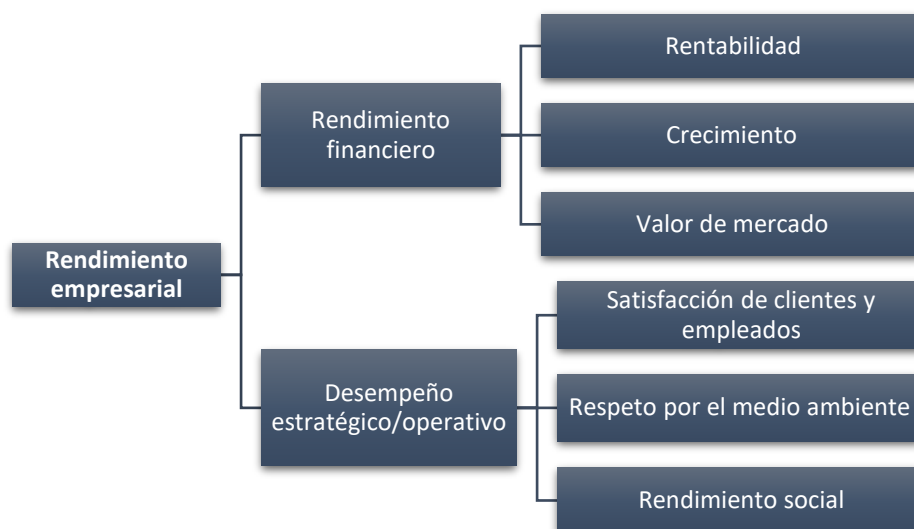 Rendimiento
empresarial
Rendimiento
financiero
Rentabilidad
Crecimiento
Valor de mercado
Desempeño
estratégico/operativo
Satisfacción de clientes y
empleados
Respeto por el medio ambiente
Rendimiento social